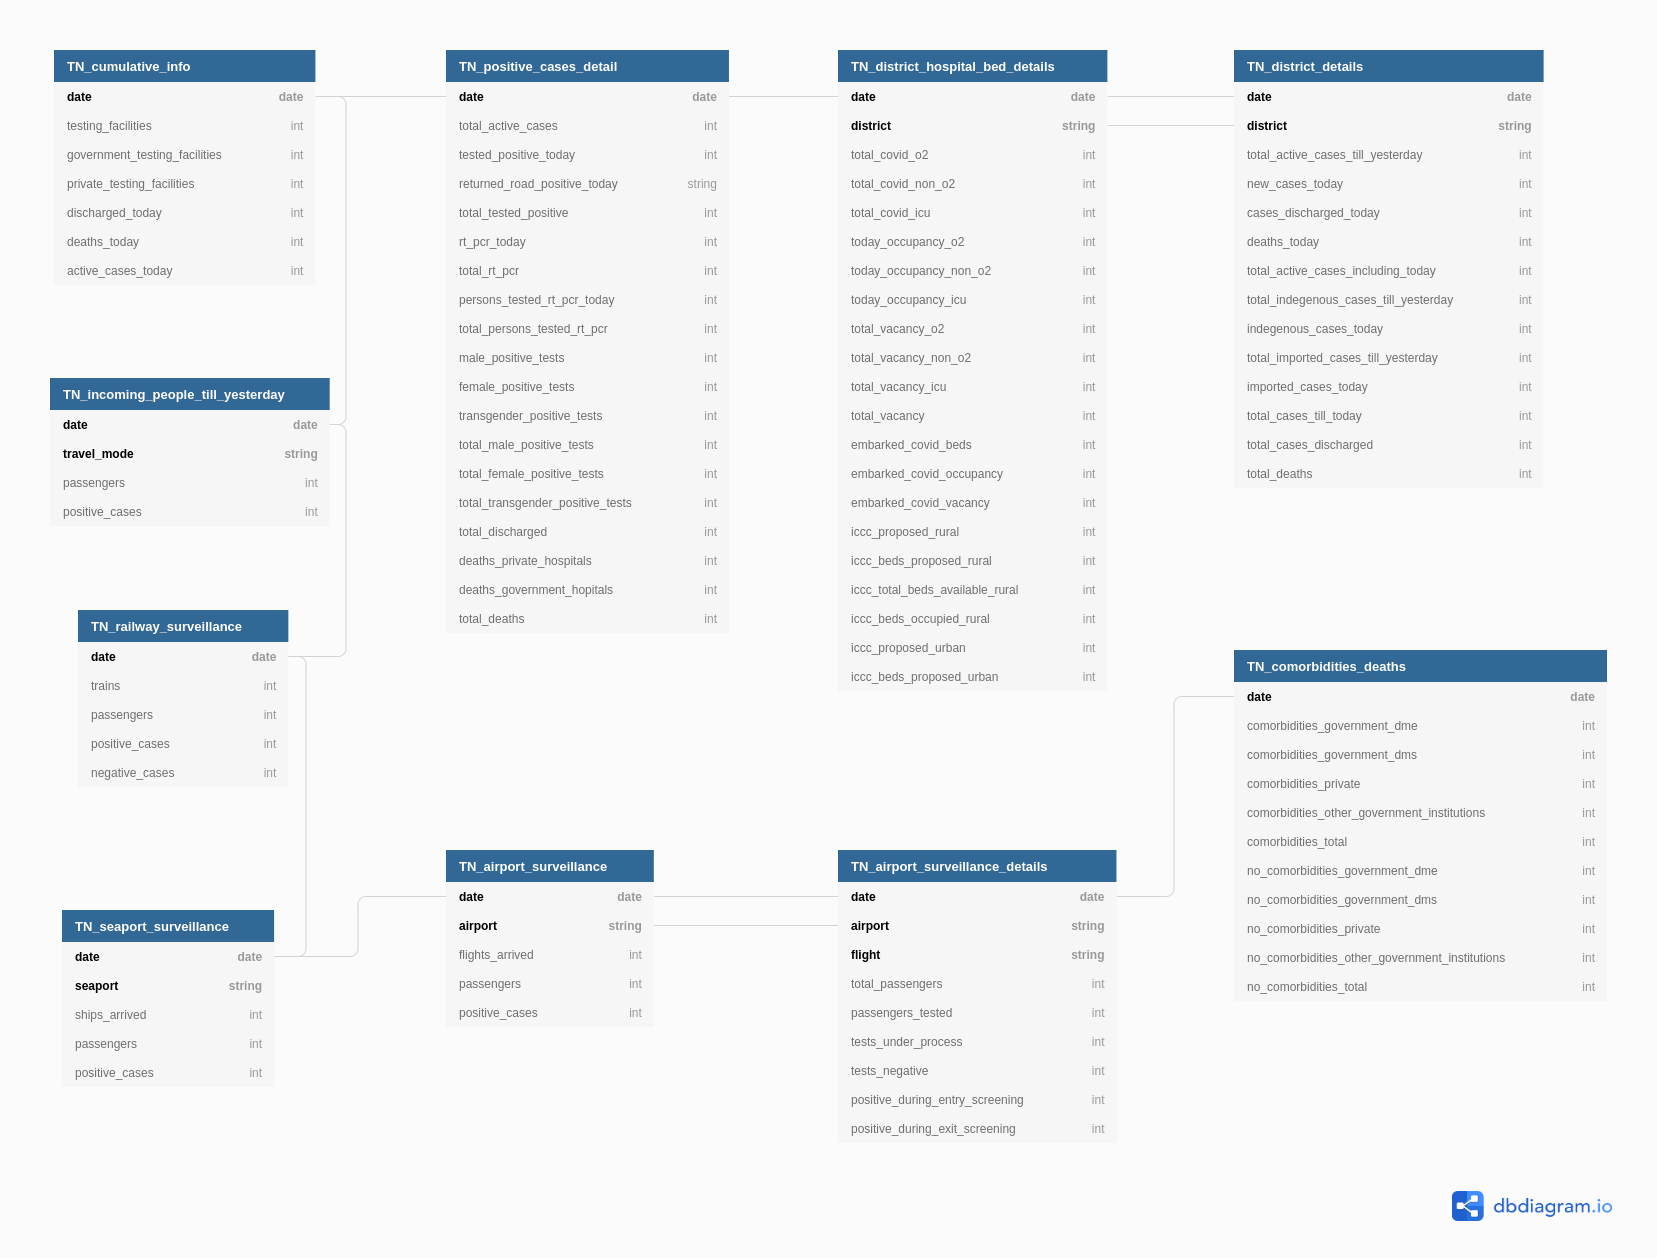 TN_cumulative_info
date date
testing_facilities int
government_testing_facilities int
private_testing_facilities int
discharged_today int
deaths_today int
active_cases_today int
TN_positive_cases_detail
date date
total_active_cases int
tested_positive_today int
returned_road_positive_today string
total_tested_positive int
rt_pcr_today int
total_rt_pcr int
persons_tested_rt_pcr_today int
total_persons_tested_rt_pcr int
male_positive_tests int
female_positive_tests int
transgender_positive_tests int
total_male_positive_tests int
total_female_positive_tests int
total_transgender_positive_tests int
total_discharged int
deaths_private_hospitals int
deaths_government_hopitals int
total_deaths int
TN_district_hospital_bed_details
date date
district string
total_covid_o2 int
total_covid_non_o2 int
total_covid_icu int
today_occupancy_o2 int
today_occupancy_non_o2 int
today_occupancy_icu int
total_vacancy_o2 int
total_vacancy_non_o2 int
total_vacancy_icu int
total_vacancy int
embarked_covid_beds int
embarked_covid_occupancy int
embarked_covid_vacancy int
iccc_proposed_rural int
iccc_beds_proposed_rural int
iccc_total_beds_available_rural int
iccc_beds_occupied_rural int
iccc_proposed_urban int
iccc_beds_proposed_urban int
TN_district_details
date date
district string
total_active_cases_till_yesterday int
new_cases_today int
cases_discharged_today int
deaths_today int
total_active_cases_including_today int
total_indegenous_cases_till_yesterday int
indegenous_cases_today int
total_imported_cases_till_yesterday int
imported_cases_today int
total_cases_till_today int
total_cases_discharged int
total_deaths int
TN_incoming_people_till_yesterday
date date
travel_mode string
passengers int
positive_cases int
TN_railway_surveillance
date date
trains int
passengers int
positive_cases int
negative_cases int
TN_comorbidities_deaths
date date
comorbidities_government_dme int
comorbidities_government_dms int
comorbidities_private int
comorbidities_other_government_institutions int
comorbidities_total int
no_comorbidities_government_dme int
no_comorbidities_government_dms int
no_comorbidities_private int
no_comorbidities_other_government_institutions int
no_comorbidities_total int
TN_seaport_surveillance
date date
seaport string
ships_arrived int
passengers int
positive_cases int
TN_airport_surveillance
date date
airport string
flights_arrived int
passengers int
positive_cases int
TN_airport_surveillance_details
date date
airport string
flight string
total_passengers int
passengers_tested int
tests_under_process int
tests_negative int
positive_during_entry_screening int
positive_during_exit_screening int
dbdiagram.io